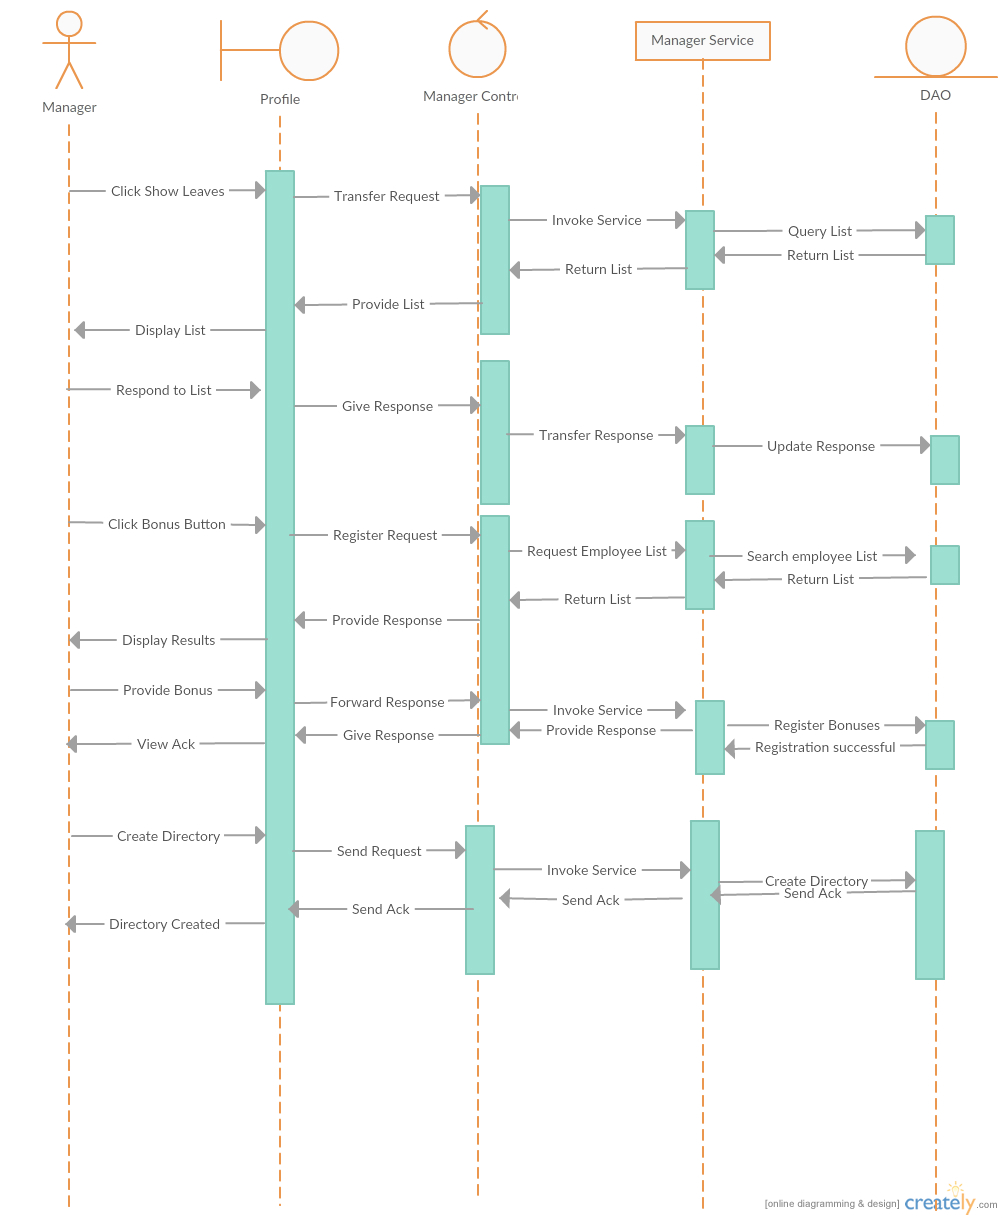 Manager
Profile
Manager Contr
Manager Service
DAO
Click Show Leaves
Transfer Request
Invoke Service
Query List
Return List
Return List
Provide List
Display List
Respond to List
Give Response
Transfer Response
Update Response
Click Bonus Button
Register Request
Request Employee List
Search employee List
Return List
Return List
Provide Response
Display Results
Provide Bonus
Forward Response
Invoke Service
Register Bonuses
Provide Response
Registration successful
Give Response
View Ack
Create Directory
Send Request
Invoke Service
Create Directory
Send Ack
Send Ack
Send Ack
Directory Created
[online diagramming & design] creately.com